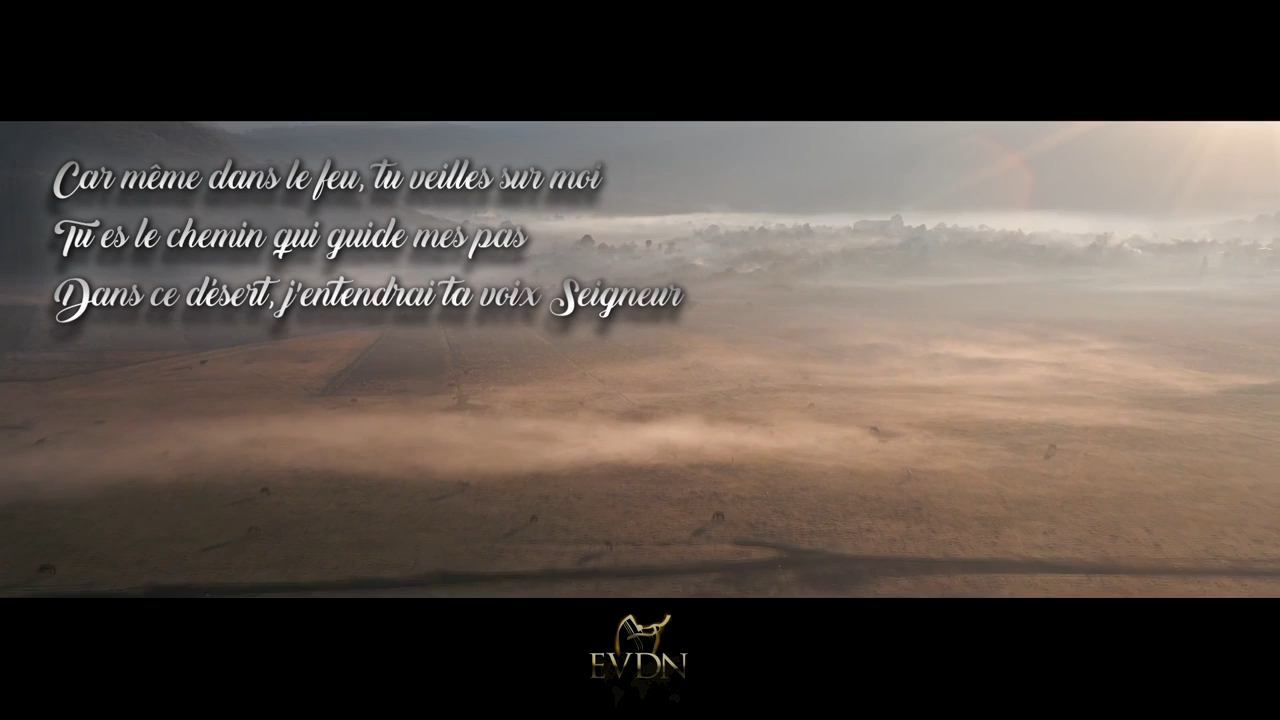 Car même dans le feu, tu veilles sur moi
Tu es le chemin qui guide mes pas
Dans ce désert, j'entendrai ta voix Seigneur
EVDN